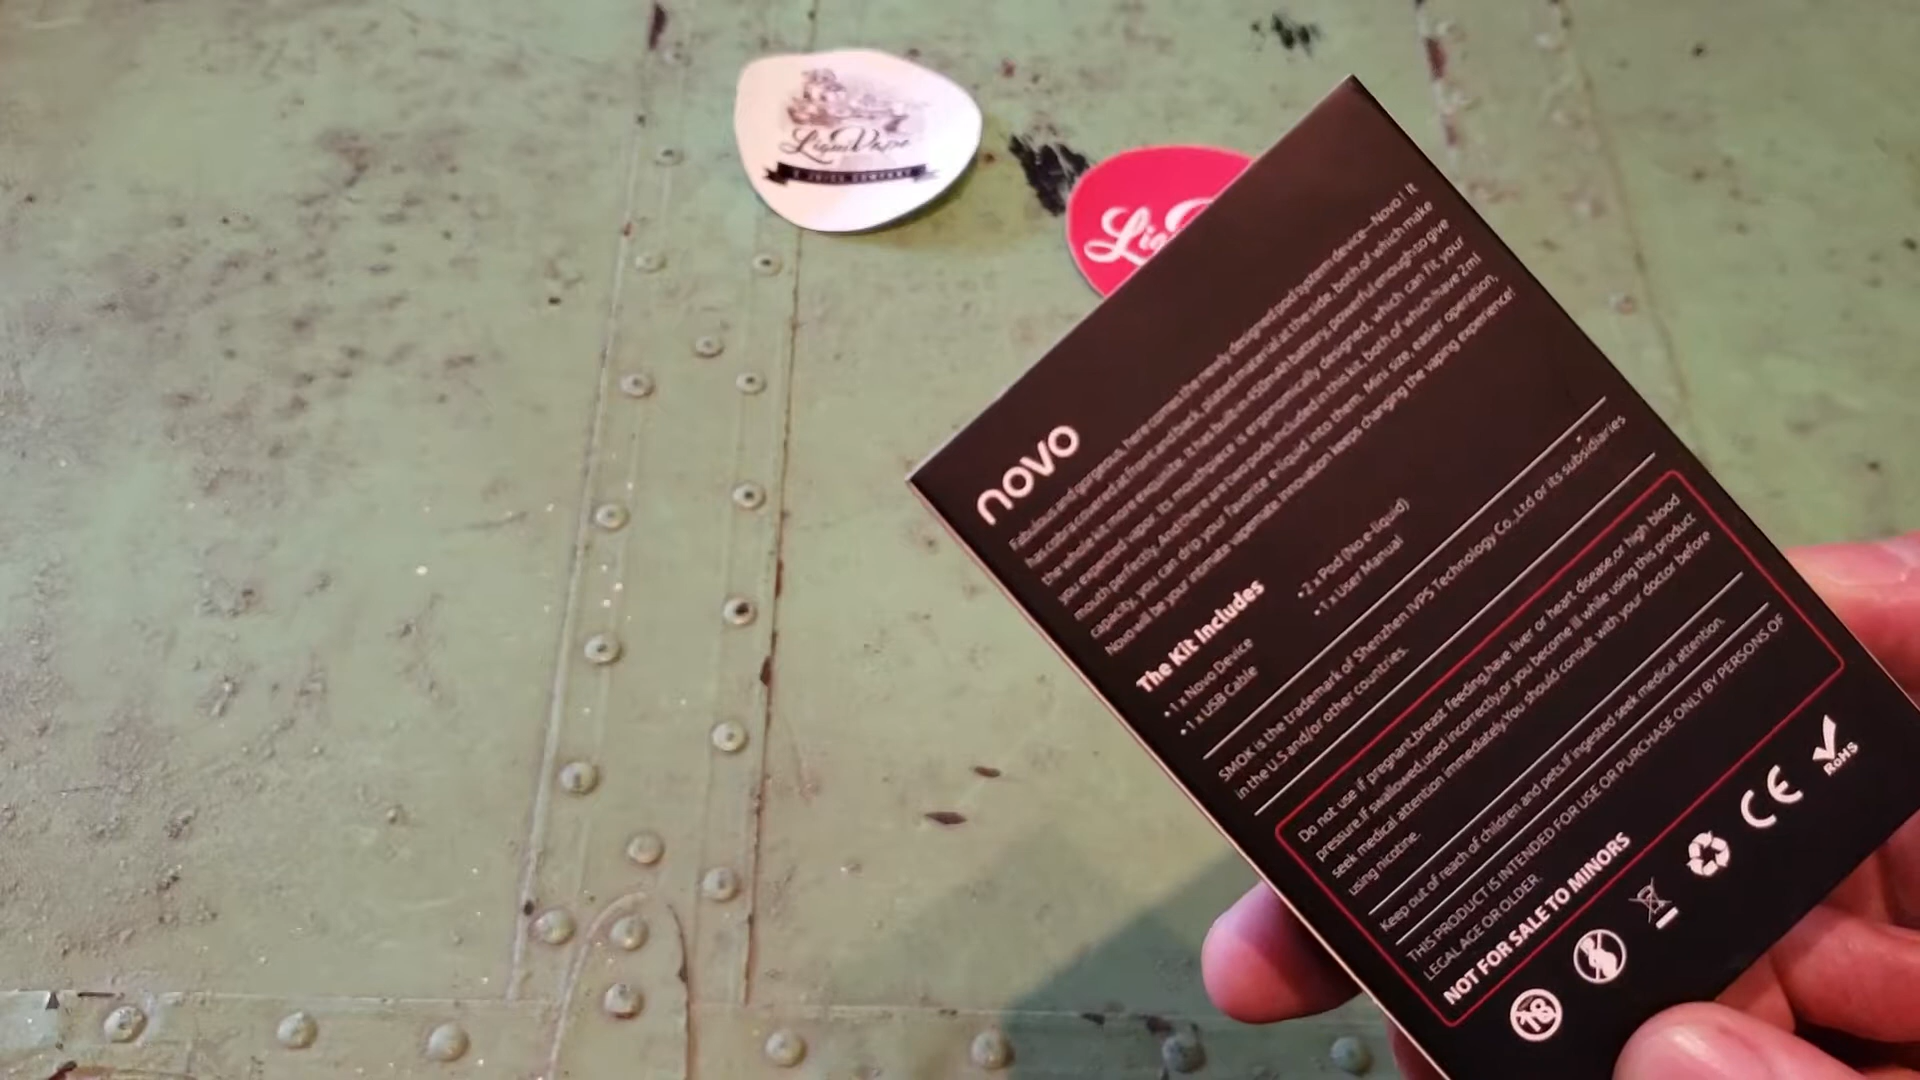 LiquiVape
E JUICE COMPANY
Liq
novo
Fabulous and gorgeous, here comes the newly designed pod system device—Novo! It
has cobra covered at front and back, plated material at the side, both of which make
the whole kit more exquisite. It has built-in 450mAh battery, powerful enough to give
you expected vapor. Its mouthpiece is ergonomically designed, which can fit your
mouth perfectly. And there are two pods included in this kit, both of which have 2ml
capacity, you can drip your favorite e-liquid into them. Mini size, easier operation,
Novo will be your intimate vapemate. Innovation keeps changing the vaping experience!
The Kit Includes
• 1 x Novo Device
• 1 x USB Cable
• 2 x Pod (No e-liquid)
• 1 x User Manual
SMOK is the trademark of Shenzhen IVPS Technology Co.,Ltd or its subsidiaries
in the U.S and/or other countries.
Do not use if pregnant,breast feeding,have liver or heart disease,or high blood
pressure.If swallowed,used incorrectly,or you become ill while using this product
seek medical attention immediately.You should consult with your doctor before
using nicotine.
Keep out of reach of children and pets.If ingested seek medical attention.
THIS PRODUCT IS INTENDED FOR USE OR PURCHASE ONLY BY PERSONS OF
LEGAL AGE OR OLDER.
NOT FOR SALE TO MINORS
18
CE
RoHS